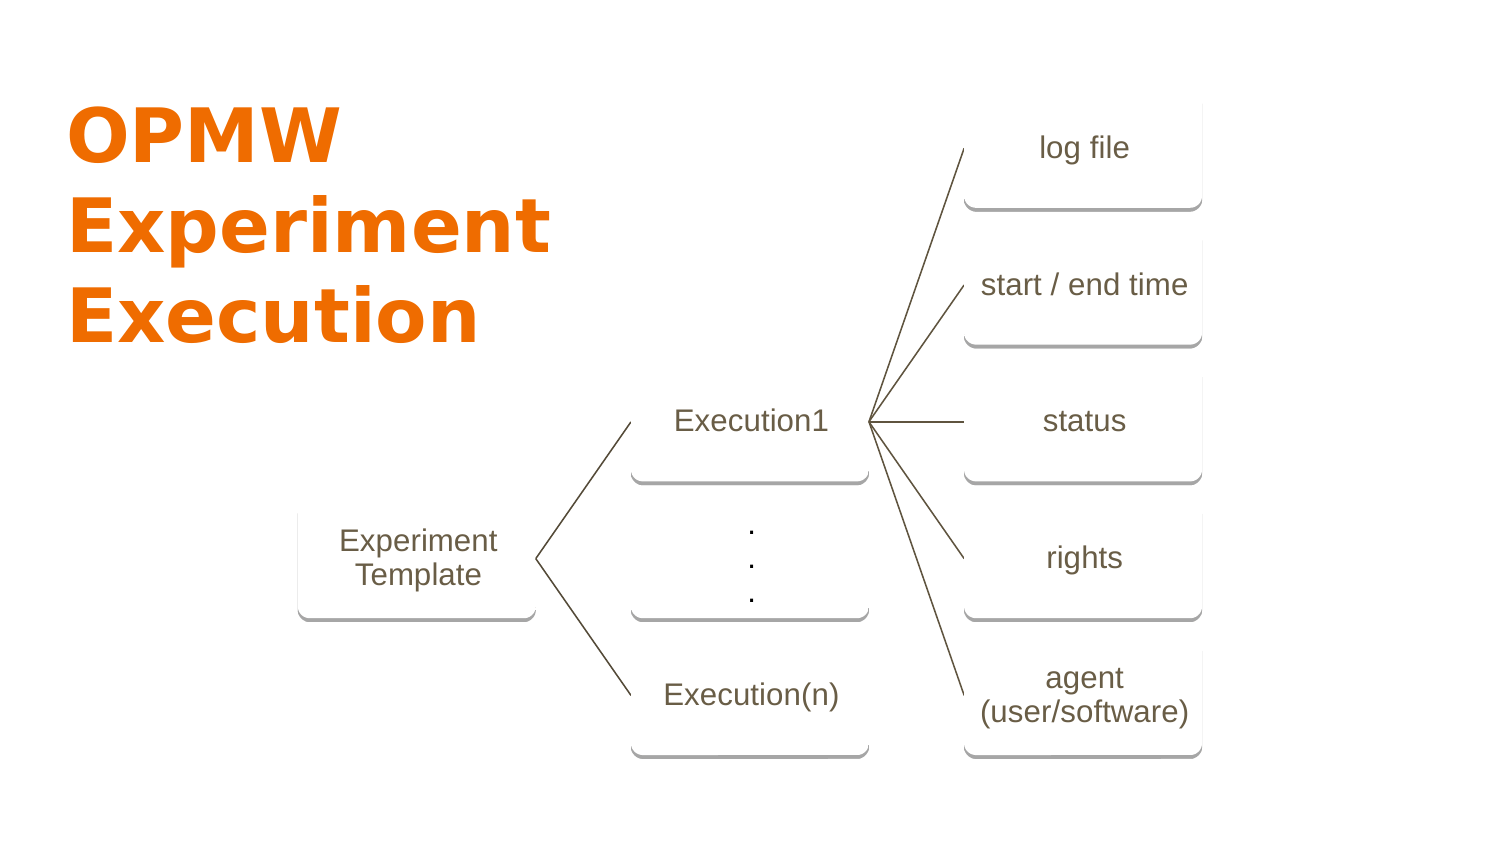 OPMW
Experiment
Execution
log file
start / end time
Execution1
status
Experiment
Template
.
.
.
rights
Execution(n)
agent
(user/software)